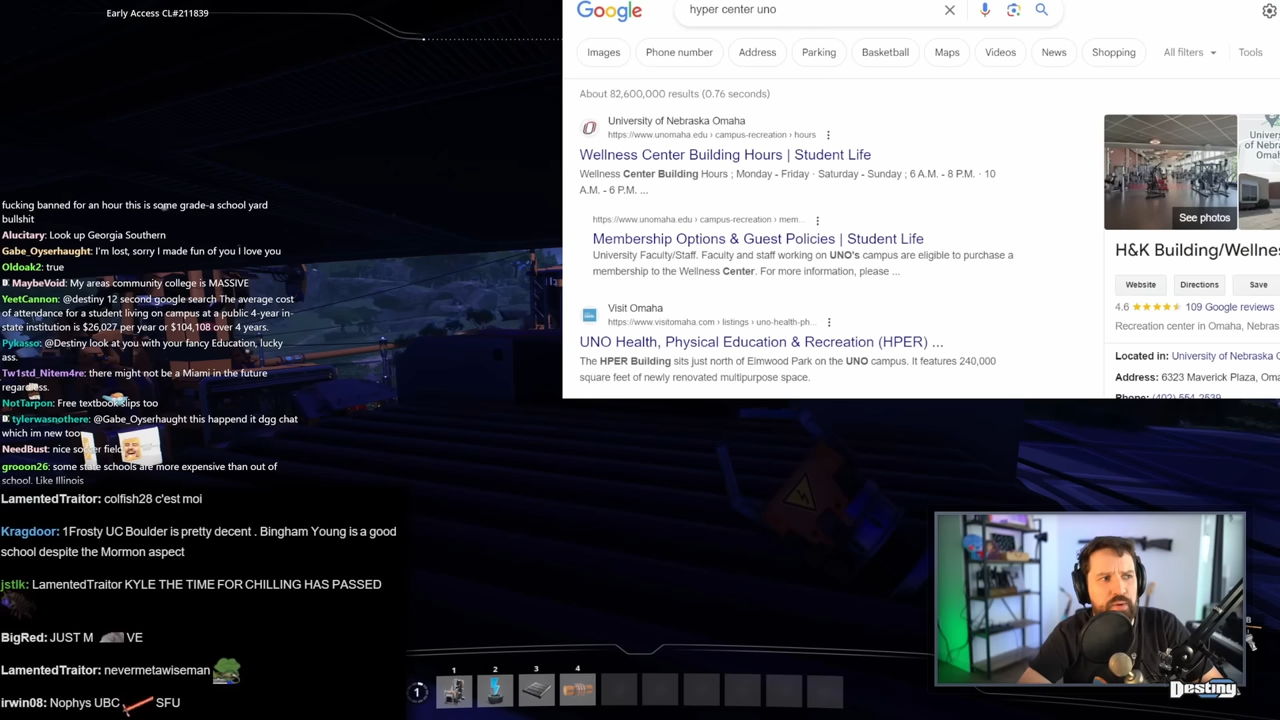 Early Access CL#211839
Google
hyper center uno
Images
Phone number
Address
Parking
Basketball
Maps
Videos
News
Shopping
All filters
Tools
About 82,600,000 results (0.76 seconds)
University of Nebraska Omaha
https://www.unomaha.edu › campus-recreation › hours
Wellness Center Building Hours | Student Life
Wellness Center Building Hours ; Monday - Friday · Saturday - Sunday ; 6 A.M. - 8 P.M. · 10
A.M. - 6 P.M. ...
https://www.unomaha.edu › campus-recreation › mem...
Membership Options & Guest Policies | Student Life
University Faculty/Staff. Faculty and staff working on UNO's campus are eligible to purchase a
membership to the Wellness Center. For more information, please ...
Visit Omaha
https://www.visitomaha.com › listings › uno-health-ph...
UNO Health, Physical Education & Recreation (HPER) ...
The HPER Building sits just north of Elmwood Park on the UNO campus. It features 240,000
square feet of newly renovated multipurpose space.
See photos
H&K Building/Wellnes
Website
Directions
Save
4.6
109 Google reviews
Recreation center in Omaha, Nebras
Located in: University of Nebraska O
Address: 6323 Maverick Plaza, Oma
Phone: (402) 554-2539
fucking banned for an hour this is some grade-a school yard
bullshit
Alucitary: Look up Georgia Southern
Gabe_Oyserhaught: I'm lost, sorry I made fun of you I love you
Oldoak2: true
MaybeVoid: My areas community college is MASSIVE
YeetCannon: @destiny 12 second google search The average cost
of attendance for a student living on campus at a public 4-year in-
state institution is $26,027 per year or $104,108 over 4 years.
Pykasso: @Destiny look at you with your fancy Education, lucky
ass.
Tw1std_Nitem4re: there might not be a Miami in the future
regardless.
NotTarpon: Free textbook slips too
tylerwasnothere: @Gabe_Oyserhaught this happend it dgg chat
which im new too
NeedBust: nice soccer field
grooon26: some state schools are more expensive than out of
school. Like Illinois
LamentedTraitor: colfish28 c'est moi
Kragdoor: 1Frosty UC Boulder is pretty decent . Bingham Young is a good
school despite the Mormon aspect
jstlk: LamentedTraitor KYLE THE TIME FOR CHILLING HAS PASSED
BigRed: JUST M VE
LamentedTraitor: nevermetawiseman
irwin08: Nophys UBC SFU
1
1
2
3
4
Destiny